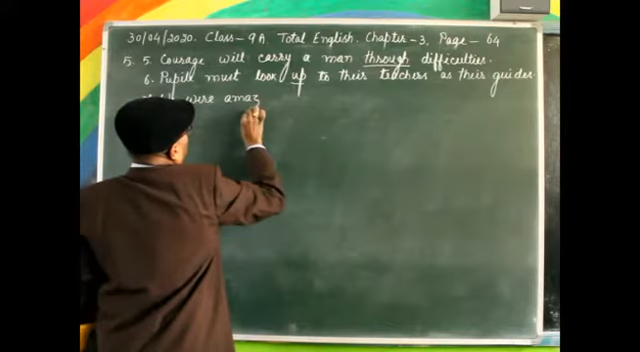 30/04/2020. Class - 9A. Total English. Chapter - 3. Page - 64
5. 5. Courage will carry a man through difficulties.
6. Pupils must look up to their teachers as their guides.
were amaz